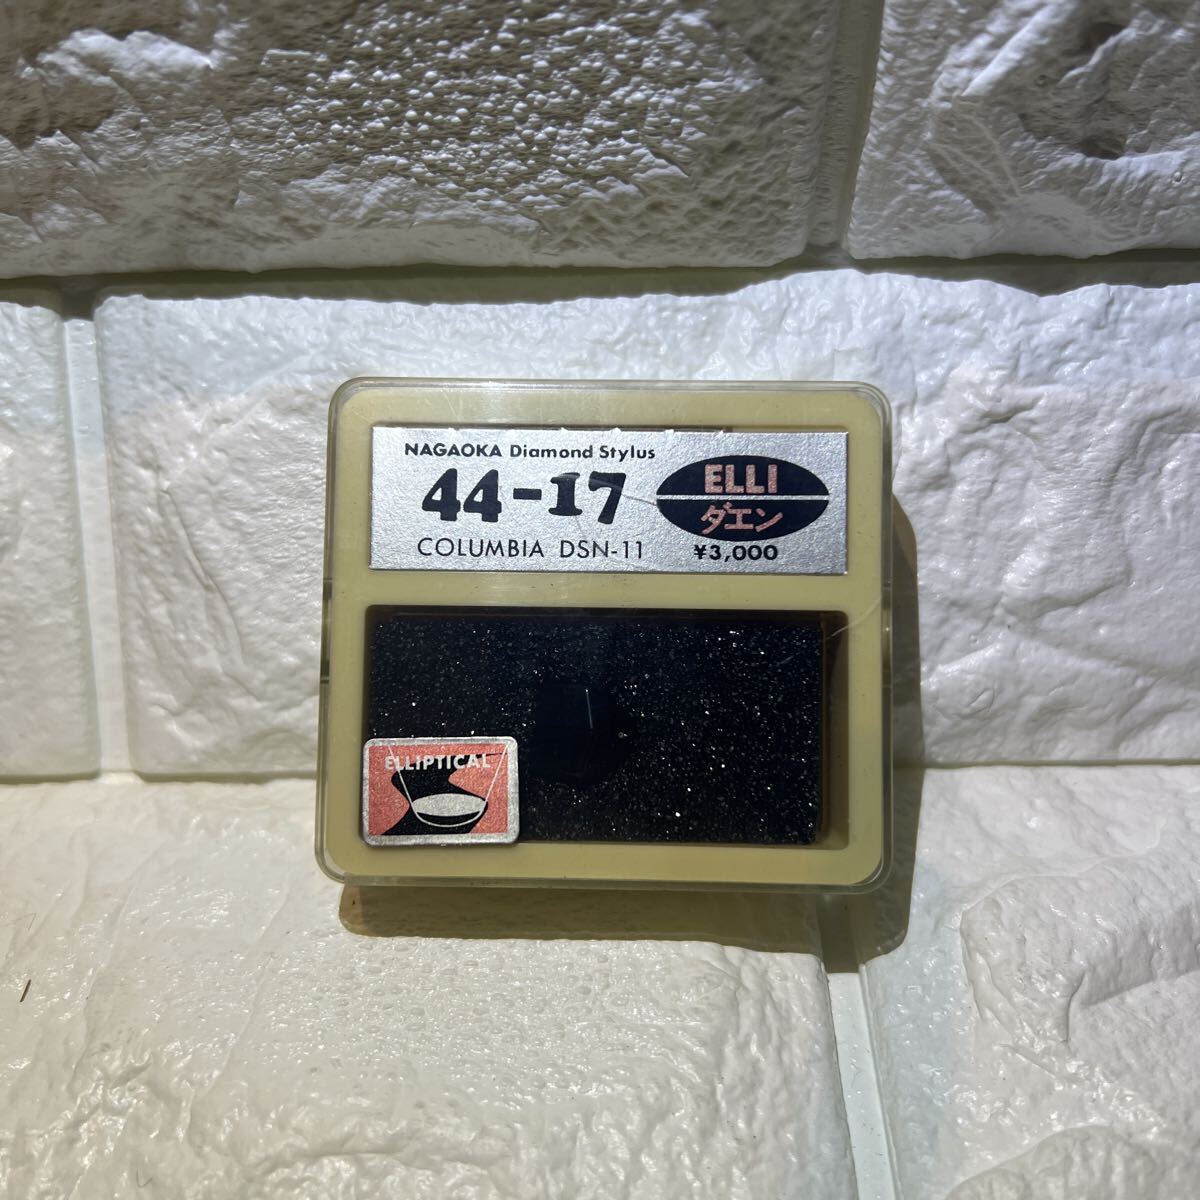 NAGAOKA Diamond Stylus
44-17
COLUMBIA DSN-11
ELLI
ダエン
¥3,000
ELLIPTICAL